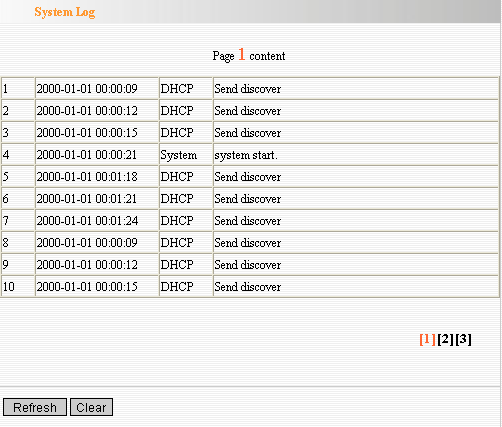 System Log
Page 1 content
1 2000-01-01 00:00:09 DHCP Send discover
2 2000-01-01 00:00:12 DHCP Send discover
3 2000-01-01 00:00:15 DHCP Send discover
4 2000-01-01 00:00:21 System system start.
5 2000-01-01 00:01:18 DHCP Send discover
6 2000-01-01 00:01:21 DHCP Send discover
7 2000-01-01 00:01:24 DHCP Send discover
8 2000-01-01 00:00:09 DHCP Send discover
9 2000-01-01 00:00:12 DHCP Send discover
10 2000-01-01 00:00:15 DHCP Send discover
[1][2][3]
Refresh Clear